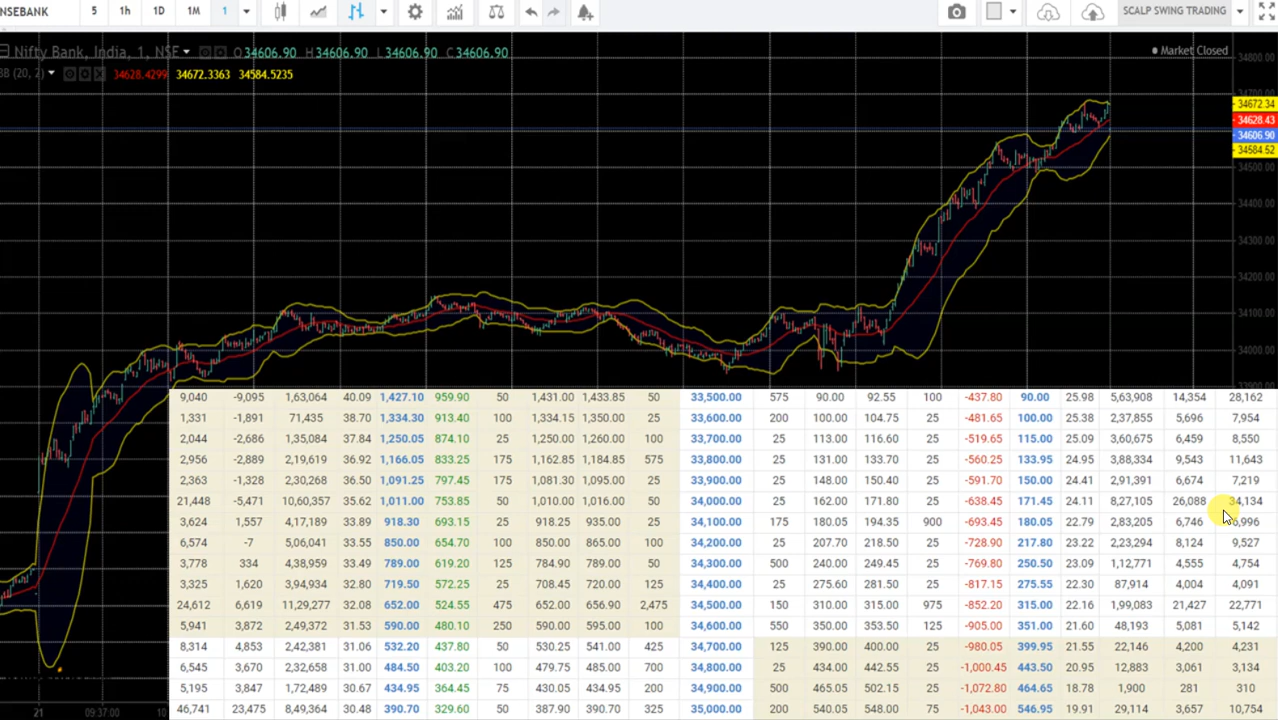 NSEBANK 5 1h 1D 1M 1 SCALP SWING TRADING
Nifty Bank, India, 1, NSE O 34606.90 H 34606.90 L 34606.90 C 34606.90 Market Closed
BB (20, 2) 34628.4299 34672.3363 34584.5235
34800.00
34672.34
34628.43
34606.90
34584.52
34500.00
34400.00
34300.00
34200.00
34100.00
34000.00
9,040 -9,095 1,63,064 40.09 1,427.10 959.90 50 1,431.00 1,433.85 50 33,500.00 575 90.00 92.55 100 -437.80 90.00 25.98 5,63,908 14,354 28,162
1,331 -1,891 71,435 38.70 1,334.30 913.40 100 1,334.15 1,350.00 25 33,600.00 200 100.00 104.75 25 -481.65 100.00 25.38 2,37,855 5,696 7,954
2,044 -2,686 1,35,084 37.84 1,250.05 874.10 25 1,250.00 1,260.00 100 33,700.00 25 113.00 116.60 25 -519.65 115.00 25.09 3,60,675 6,459 8,550
2,956 -2,889 2,19,619 36.92 1,166.05 833.25 175 1,162.85 1,184.85 575 33,800.00 25 131.00 133.70 25 -560.25 133.95 24.95 3,88,334 9,543 11,643
2,363 -1,328 2,30,268 36.50 1,091.25 797.45 175 1,081.30 1,095.00 25 33,900.00 25 148.00 150.40 25 -591.70 150.00 24.41 2,91,391 6,674 7,219
21,448 -5,471 10,60,357 35.62 1,011.00 753.85 50 1,010.00 1,016.00 50 34,000.00 25 162.00 171.80 25 -638.45 171.45 24.11 8,27,105 26,088 34,134
3,624 1,557 4,17,189 33.89 918.30 693.15 25 918.25 935.00 25 34,100.00 175 180.05 194.35 900 -693.45 180.05 22.79 2,83,205 6,746 6,996
6,574 -7 5,06,041 33.55 850.00 654.70 100 850.00 865.00 100 34,200.00 25 207.70 218.50 25 -728.90 217.80 23.22 2,23,294 8,124 9,527
3,778 334 4,38,959 33.49 789.00 619.20 125 784.90 789.00 50 34,300.00 500 240.00 249.45 25 -769.80 250.50 23.09 1,12,771 4,555 4,754
3,325 1,620 3,94,934 32.80 719.50 572.25 25 708.45 720.00 125 34,400.00 25 275.60 281.50 25 -817.15 275.55 22.30 87,914 4,004 4,091
24,612 6,619 11,29,277 32.08 652.00 524.55 475 652.00 656.90 2,475 34,500.00 150 310.00 315.00 975 -852.20 315.00 22.16 1,99,083 21,427 22,771
5,941 3,872 2,49,372 31.53 590.00 480.10 250 590.00 595.00 100 34,600.00 550 350.00 353.50 125 -905.00 351.00 21.60 48,193 5,081 5,142
8,314 4,853 2,42,381 31.06 532.20 437.80 50 530.25 541.00 425 34,700.00 125 390.00 400.00 25 -980.05 399.95 21.55 22,146 4,200 4,231
6,545 3,670 2,32,658 31.00 484.50 403.20 100 479.75 485.00 700 34,800.00 25 434.00 442.55 25 -1,000.45 443.50 20.95 12,883 3,061 3,134
5,195 3,847 1,72,489 30.67 434.95 364.45 75 430.05 434.95 200 34,900.00 500 465.05 502.15 25 -1,072.80 464.65 18.78 1,900 281 310
46,741 23,475 8,49,364 30.48 390.70 329.60 50 387.90 390.70 325 35,000.00 200 540.05 548.00 75 -1,043.00 546.95 19.91 29,114 3,657 10,754
21 09:37:00 10